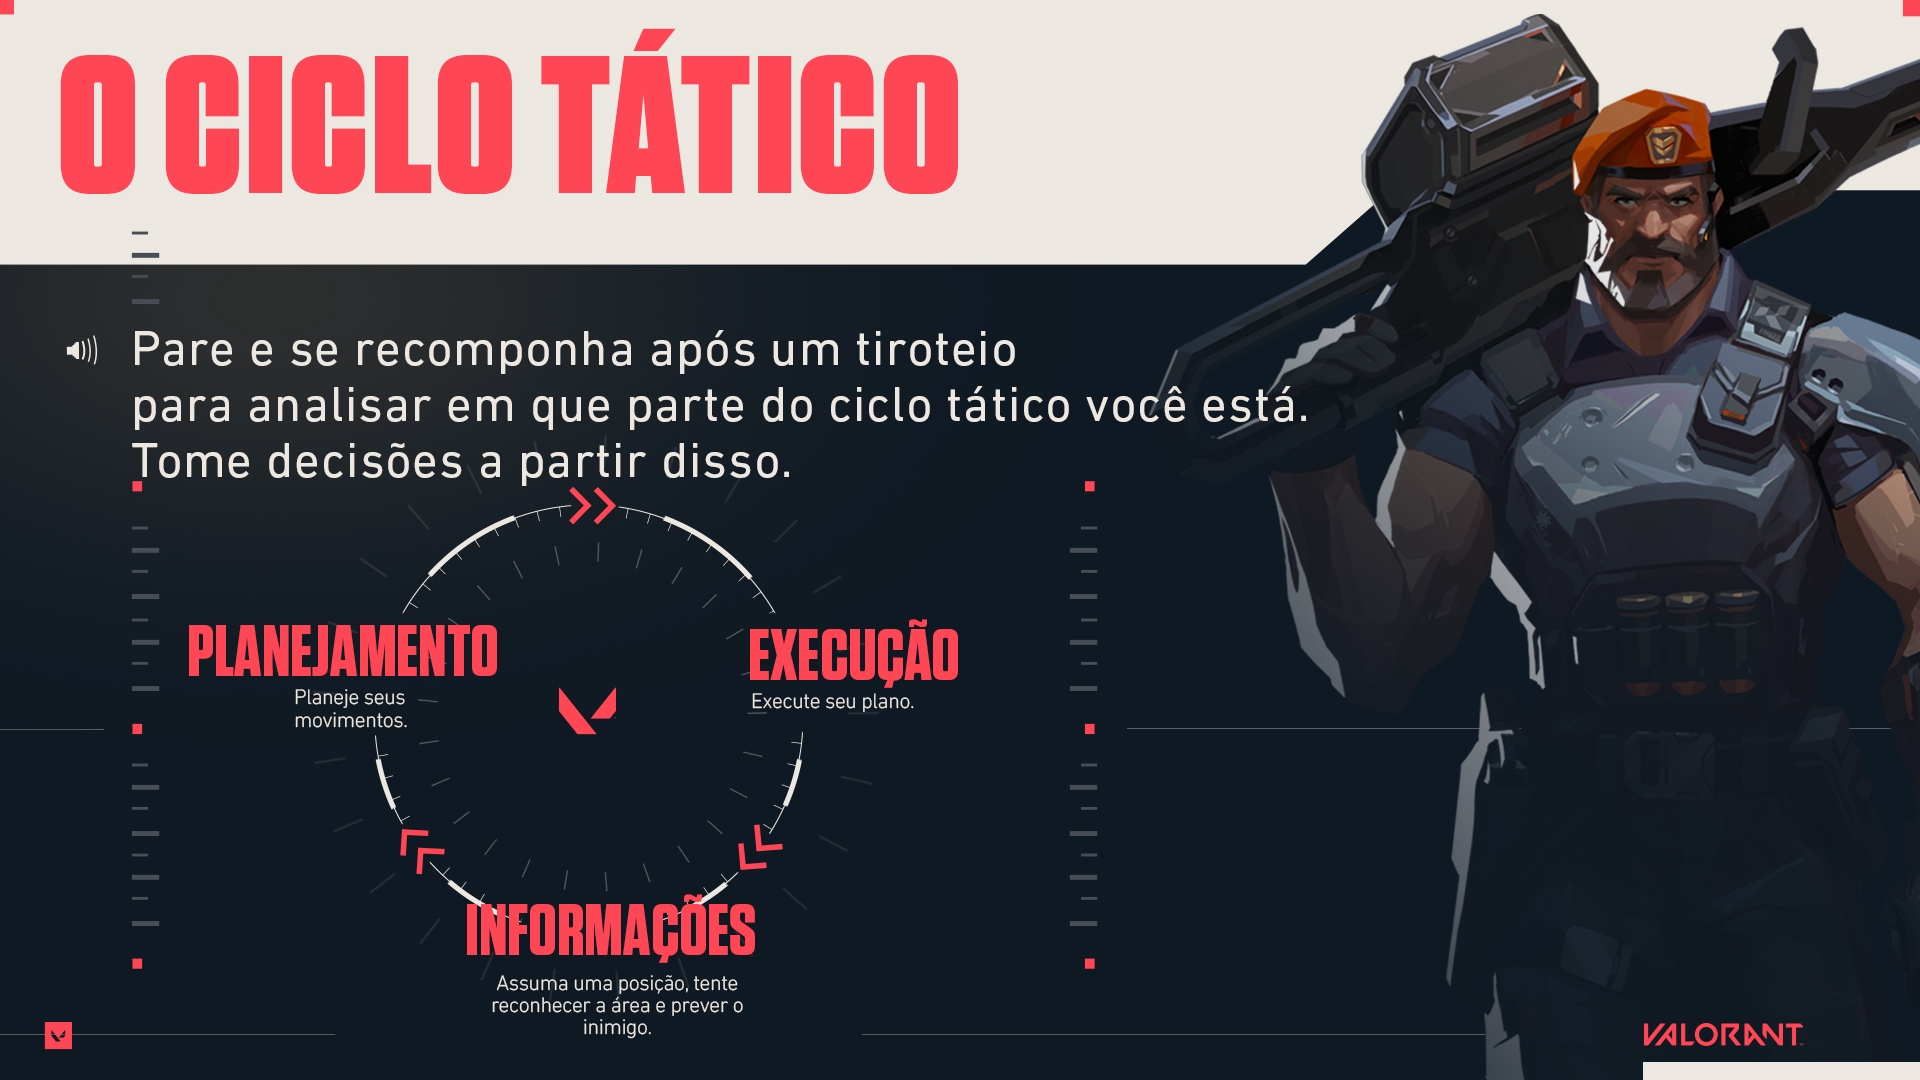 O CICLO TÁTICO
Pare e se recomponha após um tiroteio
para analisar em que parte do ciclo tático você está.
Tome decisões a partir disso.
PLANEJAMENTO
Planeje seus
movimentos.
EXECUÇÃO
Execute seu plano.
INFORMAÇÕES
Assuma uma posição, tente
reconhecer a área e prever o
inimigo.
VALORANT